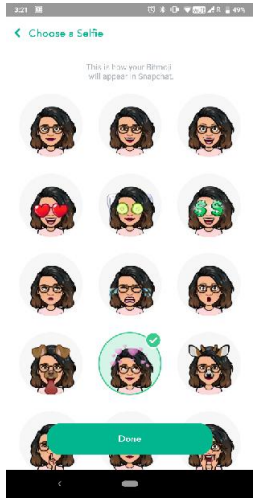 3:21
49%
Choose a Selfie
This is how your Bitmoji
will appear in Snapchat.
Done